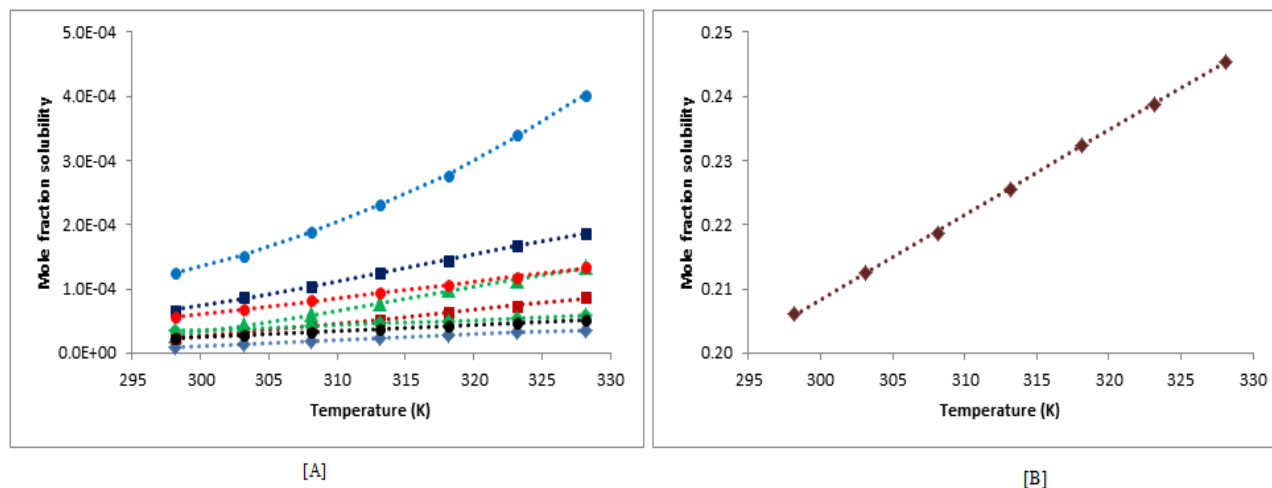 5.0E-04
4.0E-04
3.0E-04
2.0E-04
1.0E-04
0.0E+00
Mole fraction solubility
295 300 305 310 315 320 325 330
Temperature (K)
[A]
0.25
0.24
0.23
0.22
0.21
0.20
Mole fraction solubility
295 300 305 310 315 320 325 330
Temperature (K)
[B]